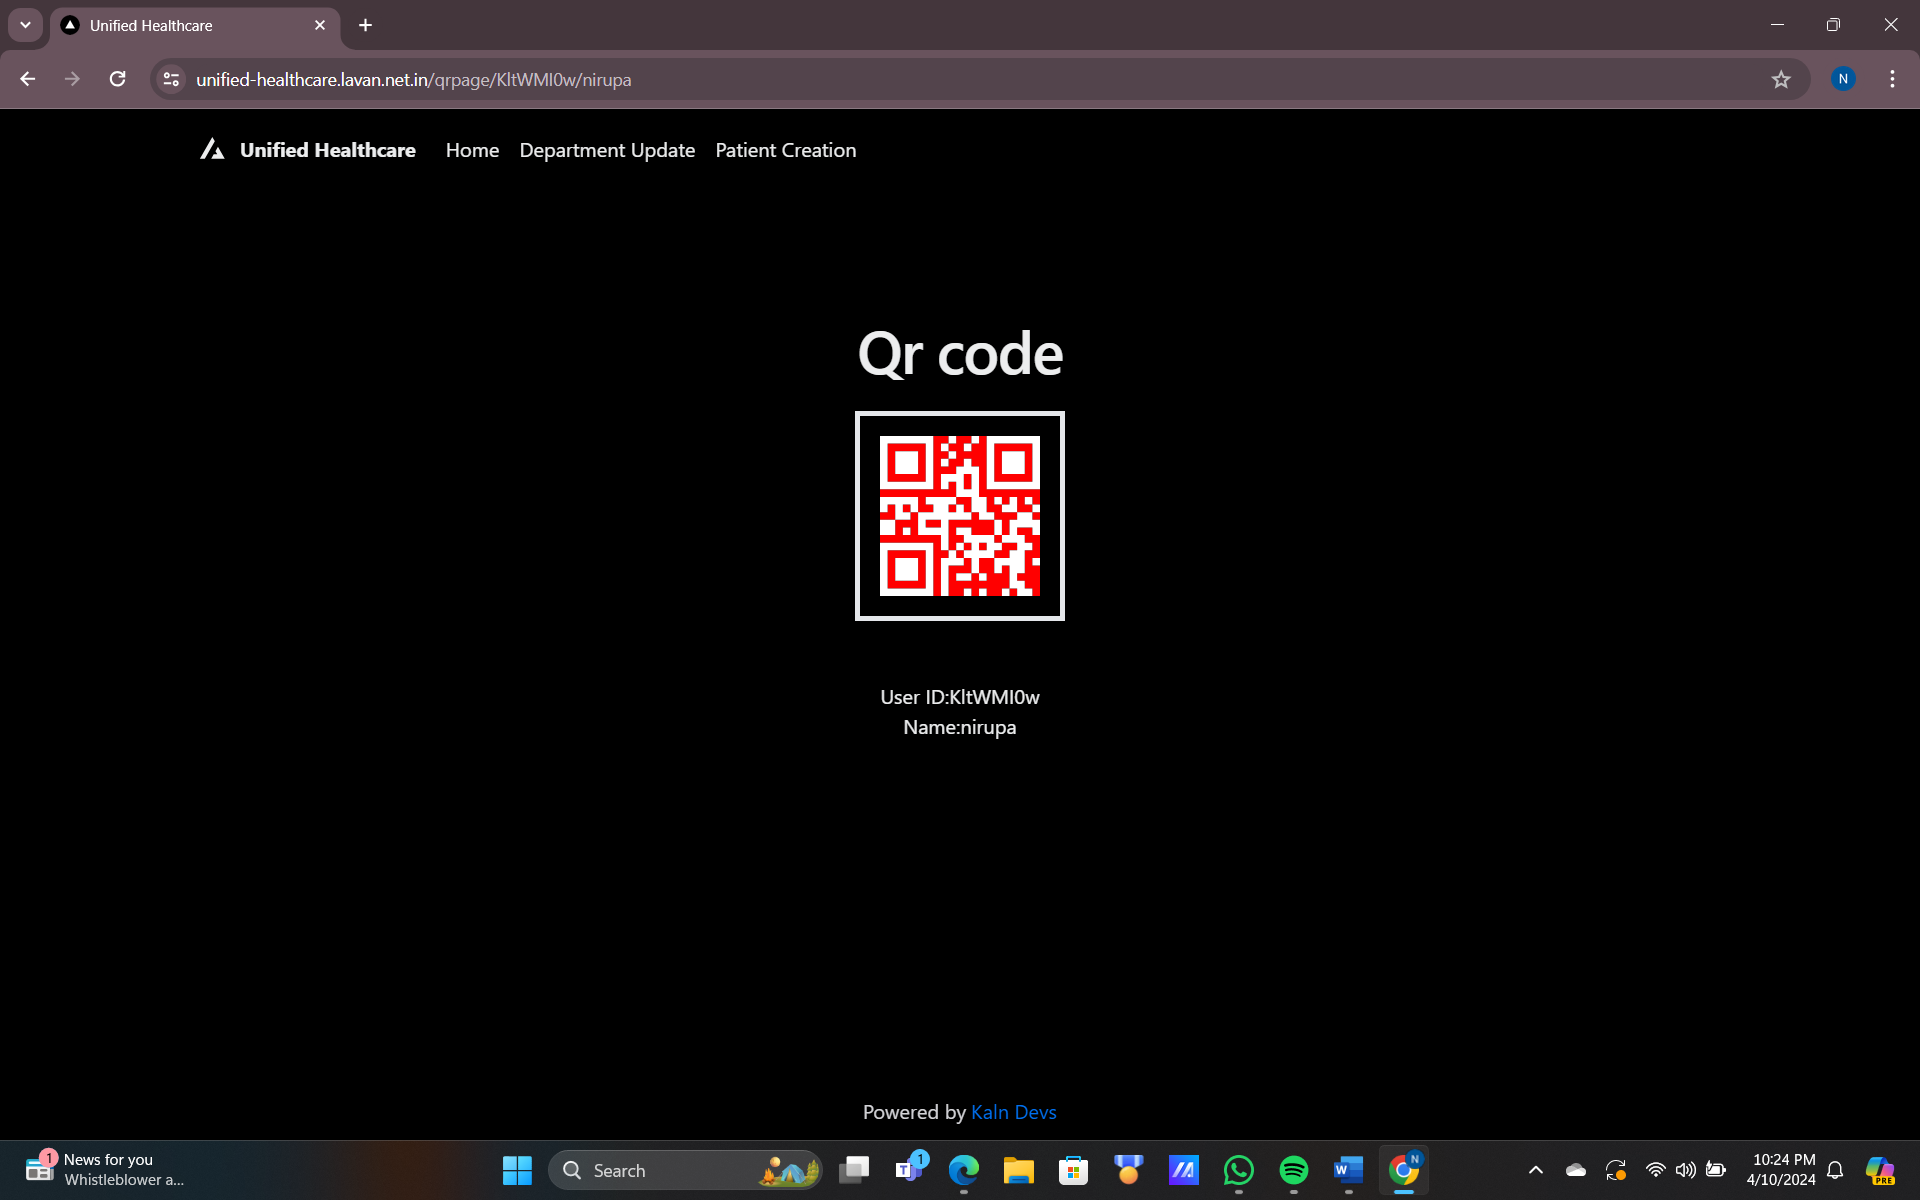 Unified Healthcare
unified-healthcare.lavan.net.in/qrpage/KltWMI0w/nirupa
N
Unified Healthcare Home Department Update Patient Creation
Qr code
User ID:KltWMI0w
Name:nirupa
Powered by Kaln Devs
1
News for you
Whistleblower a...
Search
T
1
W
N
10:24 PM
4/10/2024
PRE